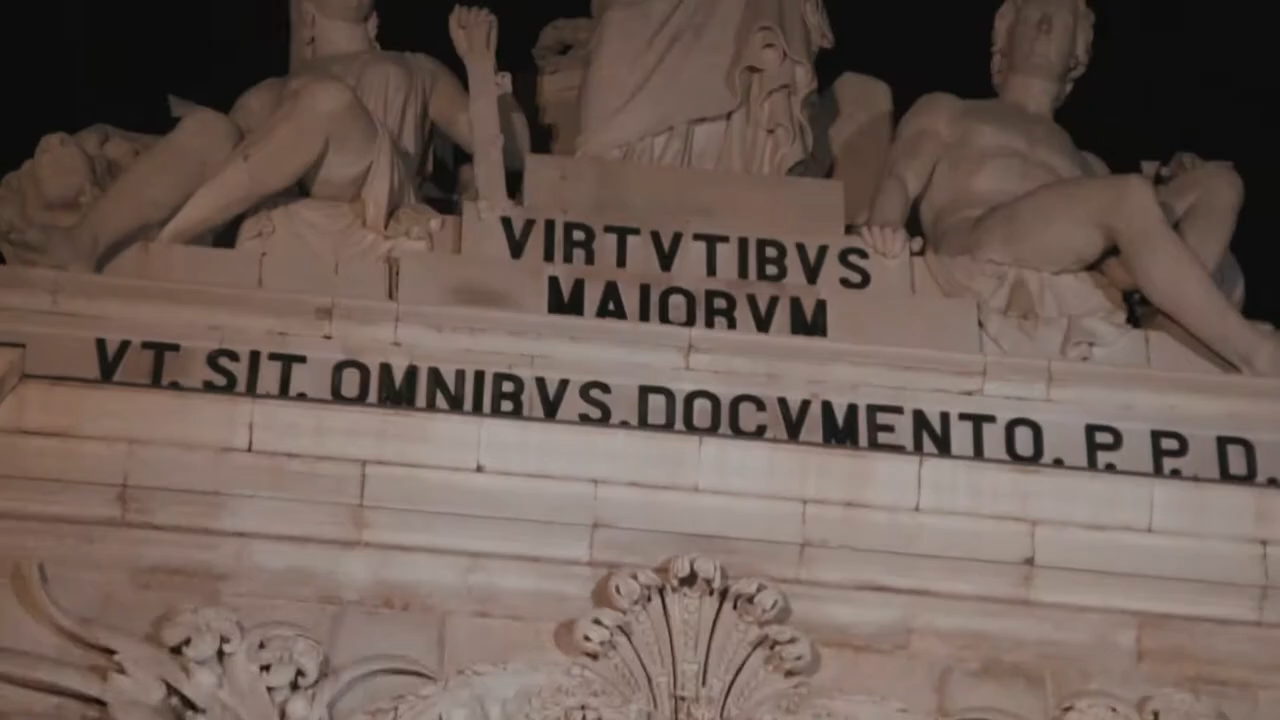 VIRTVTIBVS
MAIORVM
VT. SIT. OMNIBVS. DOCVMENTO. P. P. D.